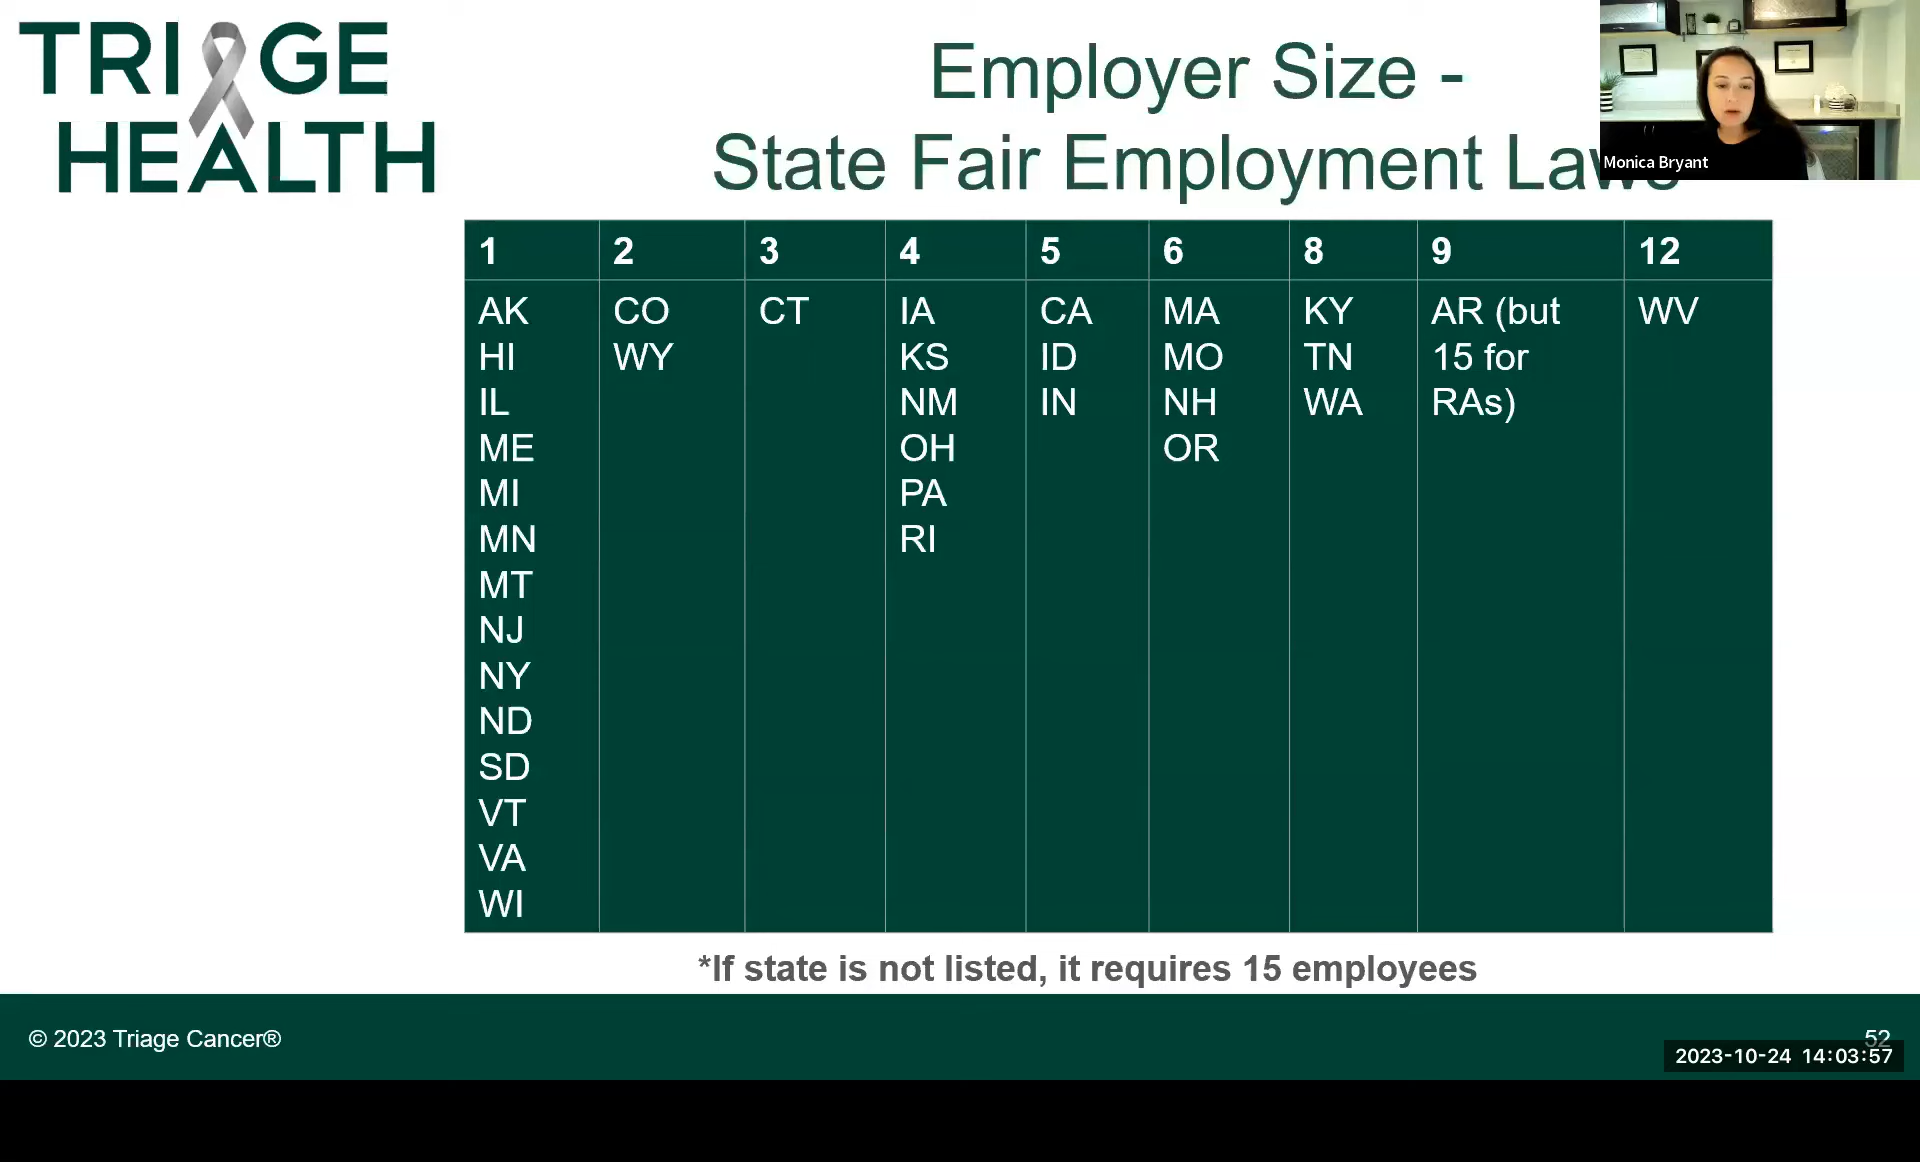 TRIAGE
HEALTH
Employer Size -
State Fair Employment Laws
Monica Bryant
1 2 3 4 5 6 8 9 12
AK CO CT IA CA MA KY AR (but WV
HI WY KS ID MO TN 15 for
IL NM IN NH WA RAs)
ME OH OR
MI PA
MN RI
MT
NJ
NY
ND
SD
VT
VA
WI
*If state is not listed, it requires 15 employees
© 2023 Triage Cancer®
52
2023-10-24 14:03:57